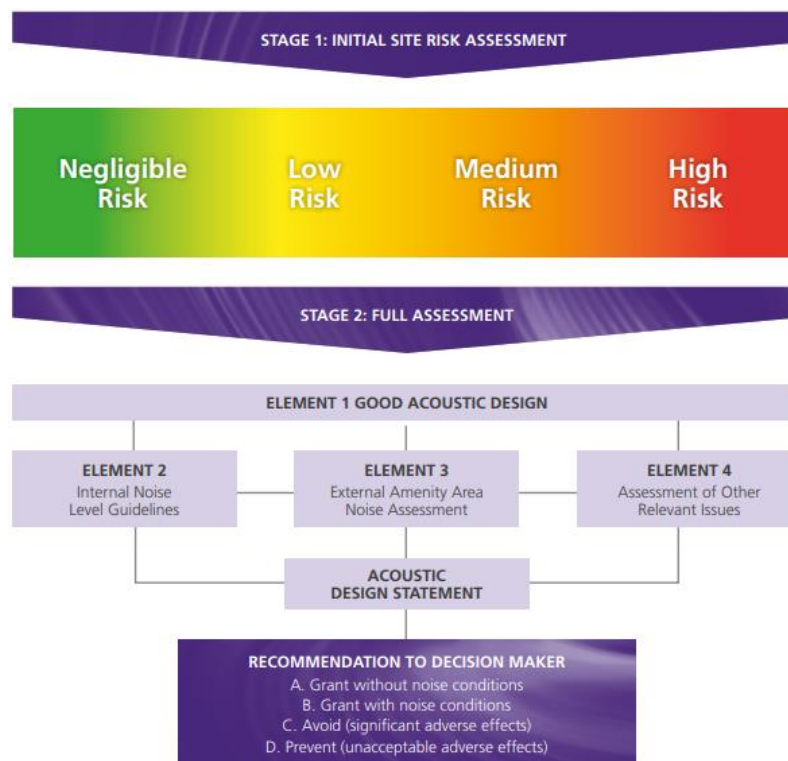 STAGE 1: INITIAL SITE RISK ASSESSMENT
Negligible Risk
Low Risk
Medium Risk
High Risk
STAGE 2: FULL ASSESSMENT
ELEMENT 1 GOOD ACOUSTIC DESIGN
ELEMENT 2
Internal Noise
Level Guidelines
ELEMENT 3
External Amenity Area
Noise Assessment
ELEMENT 4
Assessment of Other
Relevant Issues
ACOUSTIC
DESIGN STATEMENT
RECOMMENDATION TO DECISION MAKER
A. Grant without noise conditions
B. Grant with noise conditions
C. Avoid (significant adverse effects)
D. Prevent (unacceptable adverse effects)